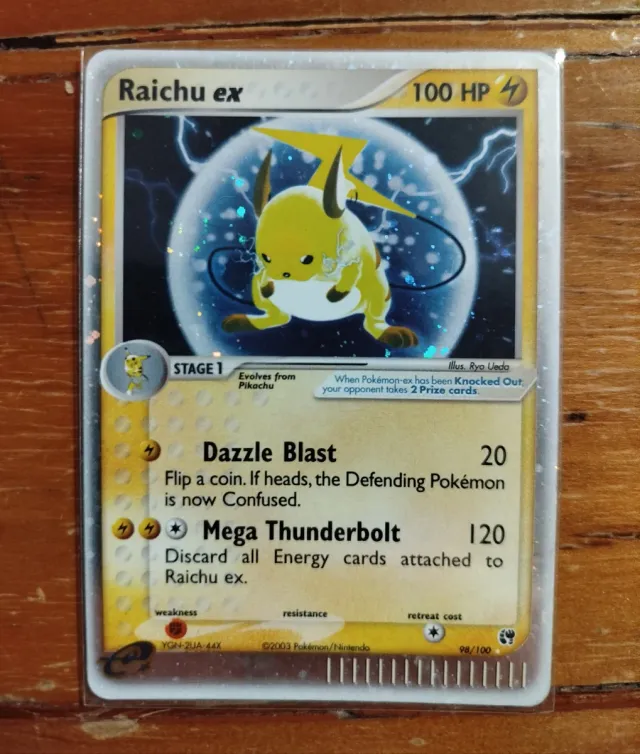 Raichu ex 100 HP
Illus. Ryo Ueda
STAGE 1
Evolves from
Pikachu
When Pokémon-ex has been Knocked Out,
your opponent takes 2 Prize cards.
Dazzle Blast 20
Flip a coin. If heads, the Defending Pokémon
is now Confused.
Mega Thunderbolt 120
Discard all Energy cards attached to
Raichu ex.
weakness resistance retreat cost
YGN-2UA-44X ©2003 Pokémon/Nintendo 98/100